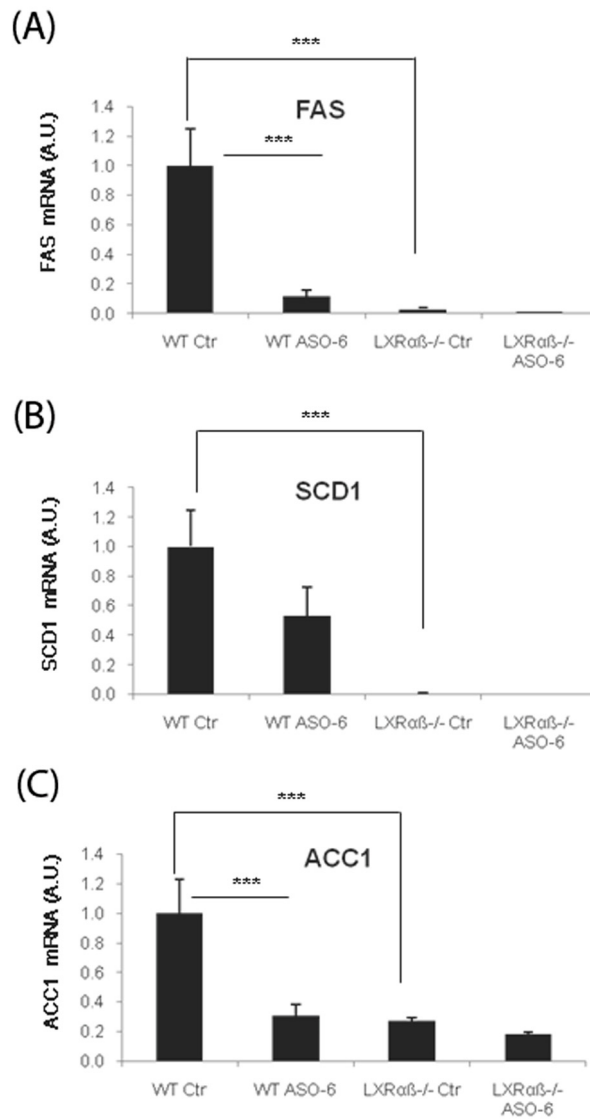 (A)
***
FAS
***
FAS mRNA (A.U.)
1.4
1.2
1.0
0.8
0.6
0.4
0.2
0.0
WT Ctr
WT ASO-6
LXRαß-/- Ctr
LXRαß-/-
ASO-6
(B)
***
SCD1
SCD1 mRNA (A.U.)
1.4
1.2
1.0
0.8
0.6
0.4
0.2
0.0
WT Ctr
WT ASO-6
LXRαß-/- Ctr
LXRαß-/-
ASO-6
(C)
***
ACC1
***
ACC1 mRNA (A.U.)
1.4
1.2
1.0
0.8
0.6
0.4
0.2
0.0
WT Ctr
WT ASO-6
LXRαß-/- Ctr
LXRαß-/-
ASO-6